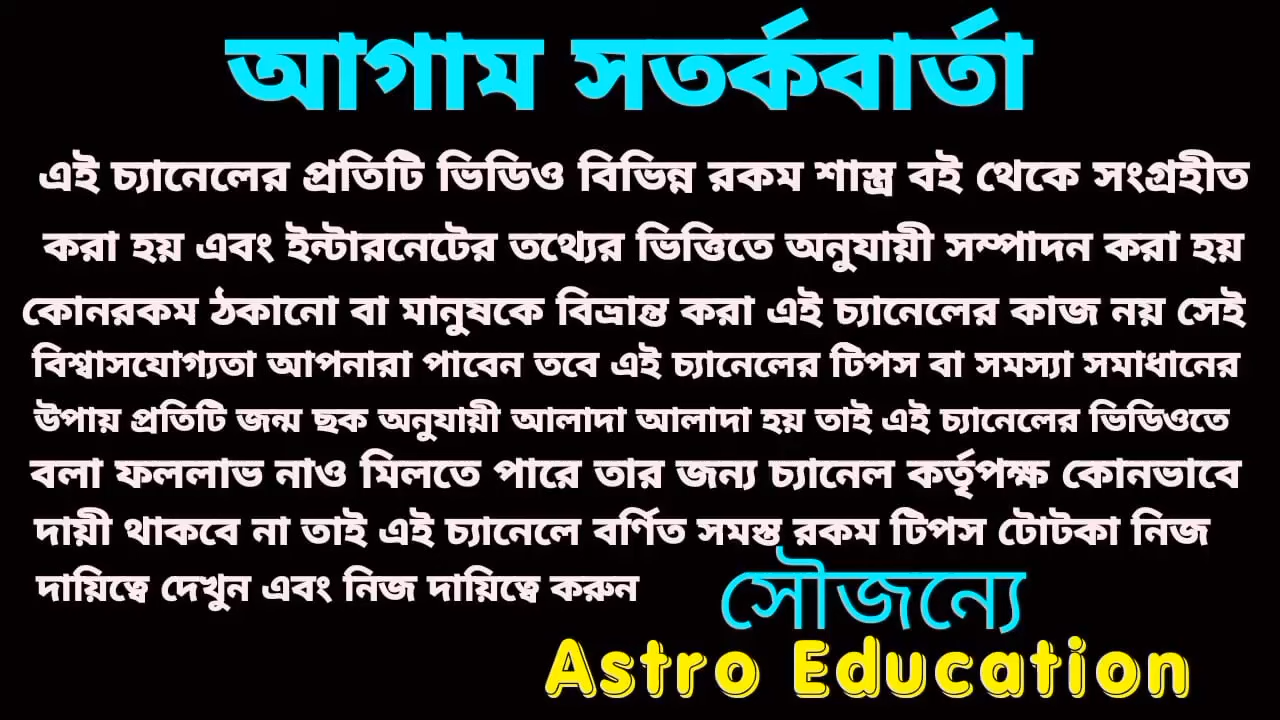 আগাম সতর্কবার্তা
এই চ্যানেলের প্রতিটি ভিডিও বিভিন্ন রকম শাস্ত্র বই থেকে সংগ্রহীত
করা হয় এবং ইন্টারনেটের তথ্যের ভিত্তিতে অনুযায়ী সম্পাদন করা হয়
কোনরকম ঠকানো বা মানুষকে বিভ্রান্ত করা এই চ্যানেলের কাজ নয় সেই
বিশ্বাসযোগ্যতা আপনারা পাবেন তবে এই চ্যানেলের টিপস বা সমস্যা সমাধানের
উপায় প্রতিটি জন্ম ছক অনুযায়ী আলাদা আলাদা হয় তাই এই চ্যানেলের ভিডিওতে
বলা ফললাভ নাও মিলতে পারে তার জন্য চ্যানেল কর্তৃপক্ষ কোনভাবে
দায়ী থাকবে না তাই এই চ্যানেলে বর্ণিত সমস্ত রকম টিপস টোটকা নিজ
দায়িত্বে দেখুন এবং নিজ দায়িত্বে করুন
সৌজন্যে
Astro Education